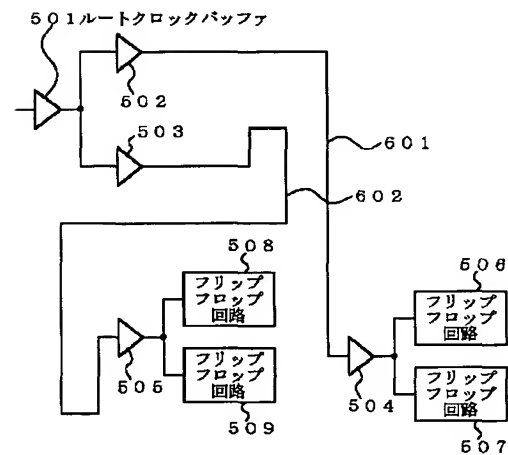 501ルートクロックバッファ
502
503
601
602
508
フリップ
フロップ
回路
506
フリップ
フロップ
回路
505
フリップ
フロップ
回路
509
504
フリップ
フロップ
回路
507